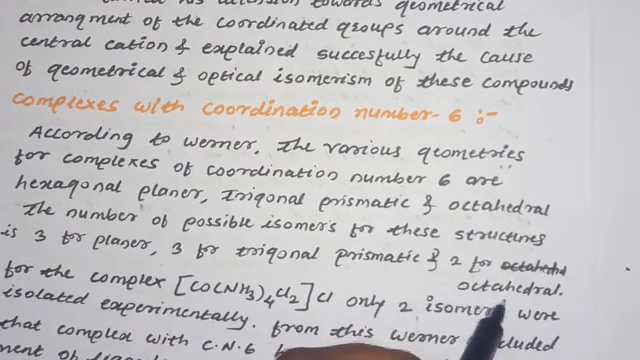 attention towards geometrical
arrangment of the coordinated groups around the
central cation & explained succesfully the cause
of geometrical & optical isomerism of these compounds
Complexes with coordination number-6 :-
According to werner, the various geometries
for complexes of coordination number 6 are
hexagonal planer, trigonal prismatic & octahedral
The number of possible isomers for these structures
is 3 for planer, 3 for trigonal prismatic & 2 for
octahedral.
for the complex [CO(NH3)4Cl2]Cl only 2 isomers were
isolated experimentally. from this werner
that complex with C.N.6